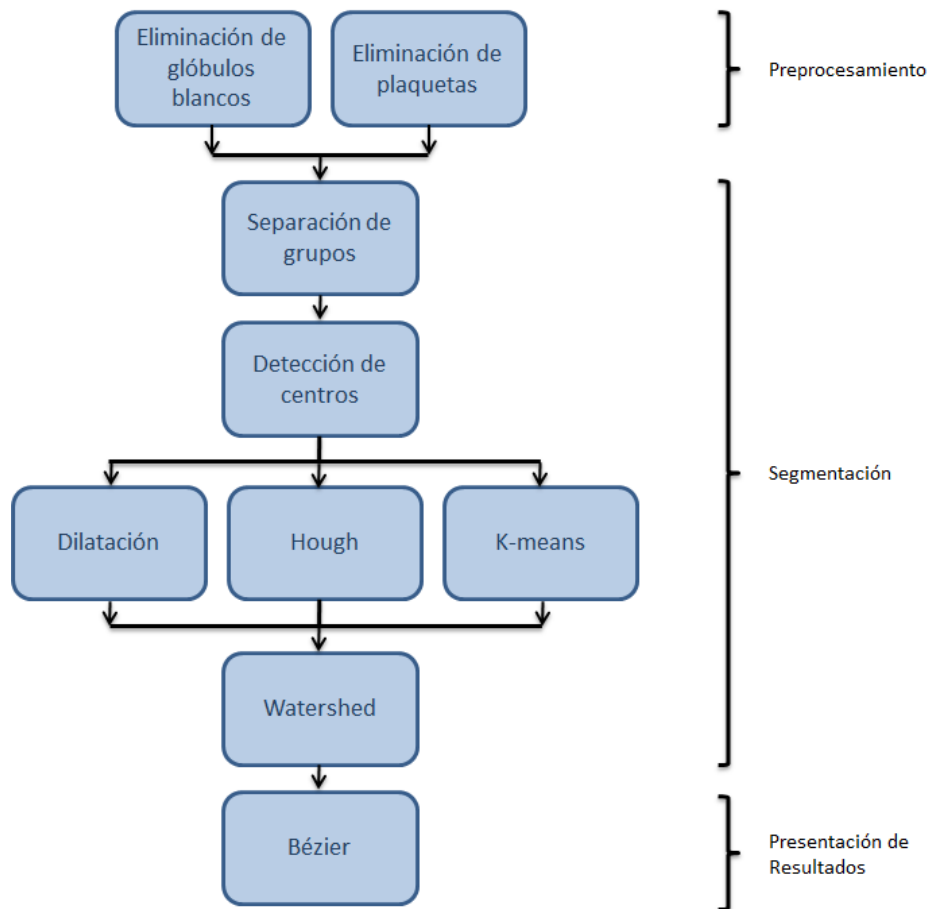 Eliminación de
glóbulos
blancos
Eliminación de
plaquetas
Preprocesamiento
Separación de
grupos
Detección de
centros
Segmentación
Dilatación
Hough
K-means
Watershed
Bézier
Presentación de
Resultados